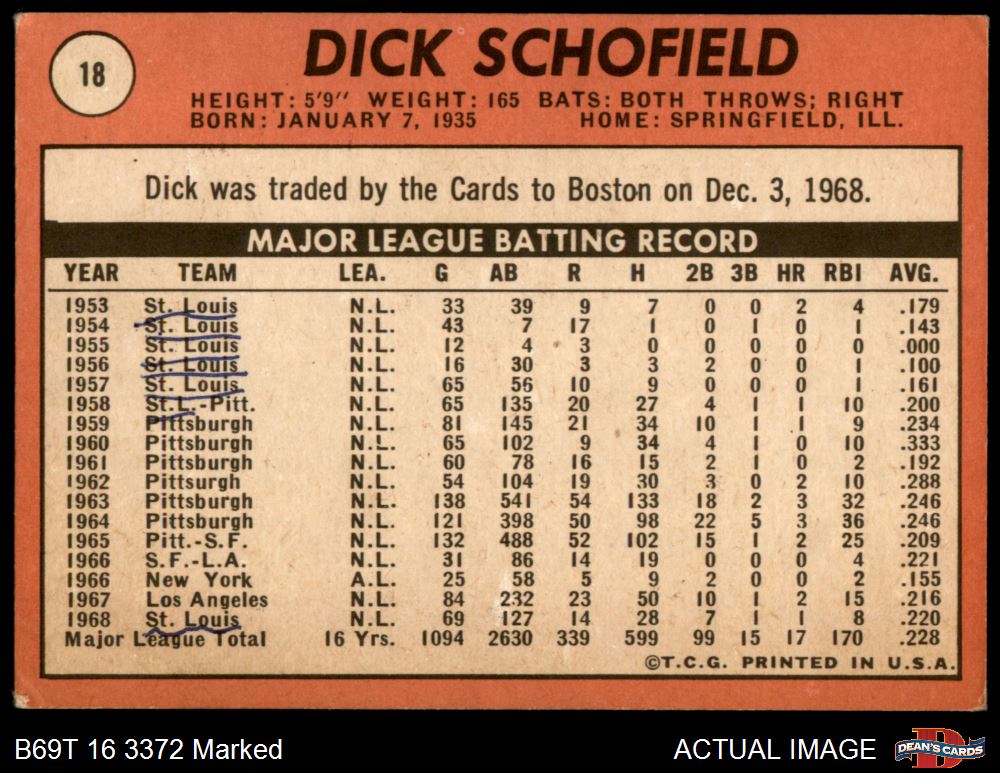 18
DICK SCHOFIELD
HEIGHT: 5'9" WEIGHT: 165 BATS: BOTH THROWS; RIGHT
BORN: JANUARY 7, 1935 HOME: SPRINGFIELD, ILL.
Dick was traded by the Cards to Boston on Dec. 3, 1968.
MAJOR LEAGUE BATTING RECORD
YEAR TEAM LEA. G AB R H 2B 3B HR RBI AVG.
1953 St. Louis N.L. 33 39 9 7 0 0 2 4 .179
1954 St. Louis N.L. 43 7 17 1 0 1 0 1 .143
1955 St. Louis N.L. 12 4 3 0 0 0 0 0 .000
1956 St. Louis N.L. 16 30 3 3 2 0 0 1 .100
1957 St. Louis N.L. 65 56 10 9 0 0 0 1 .161
1958 St.L.-Pitt. N.L. 65 135 20 27 4 1 1 10 .200
1959 Pittsburgh N.L. 81 145 21 34 10 1 1 9 .234
1960 Pittsburgh N.L. 65 102 9 34 4 1 0 10 .333
1961 Pittsburgh N.L. 60 78 16 15 2 1 0 2 .192
1962 Pittsurgh N.L. 54 104 19 30 3 0 2 10 .288
1963 Pittsburgh N.L. 138 541 54 133 18 2 3 32 .246
1964 Pittsburgh N.L. 121 398 50 98 22 5 3 36 .246
1965 Pitt.-S.F. N.L. 132 488 52 102 15 1 2 25 .209
1966 S.F.-L.A. N.L. 31 86 14 19 0 0 0 4 .221
1966 New York A.L. 25 58 5 9 2 0 0 2 .155
1967 Los Angeles N.L. 84 232 23 50 10 1 2 15 .216
1968 St. Louis N.L. 69 127 14 28 7 1 1 8 .220
Major League Total 16 Yrs. 1094 2630 339 599 99 15 17 170 .228
©T.C.G. PRINTED IN U.S.A.
B69T 16 3372 Marked ACTUAL IMAGE
DEAN'S CARDS